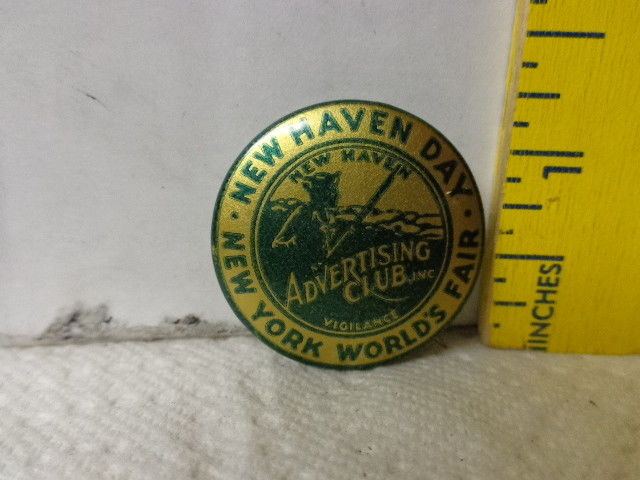 · NEW HAVEN DAY ·
NEW YORK WORLD'S FAIR
NEW HAVEN
ADVERTISING
CLUB, INC
VIGILANCE
1
INCHES